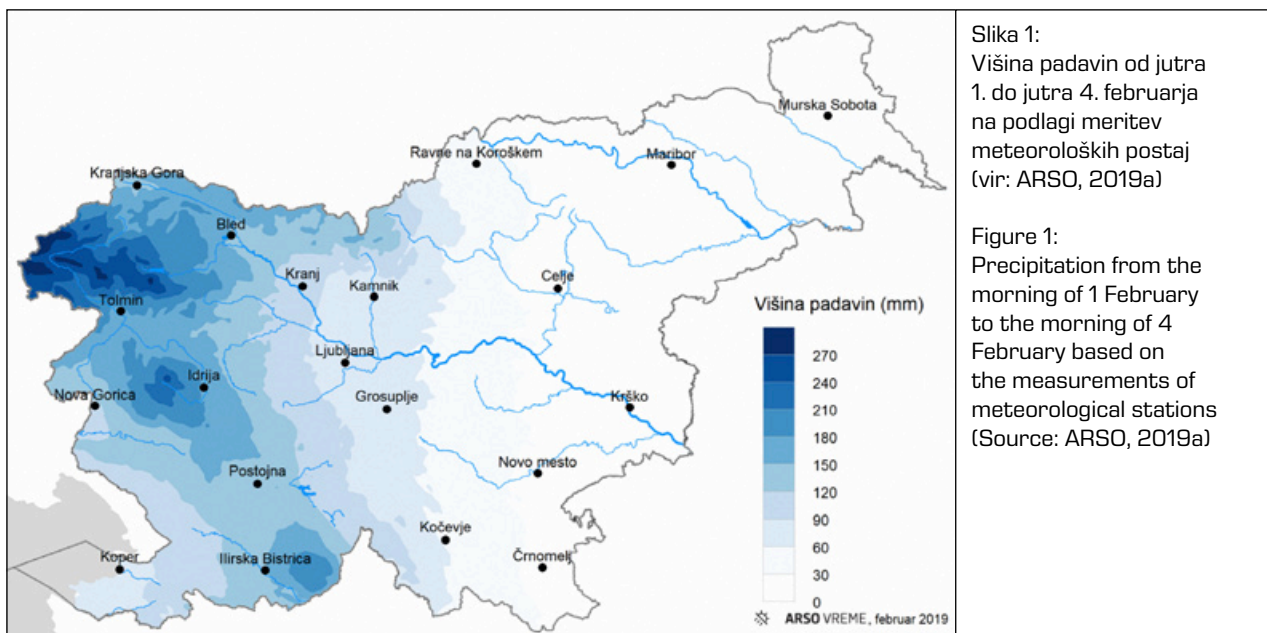 Slika 1:
Višina padavin od jutra
1. do jutra 4. februarja
na podlagi meritev
meteoroloških postaj
(vir: ARSO, 2019a)
Figure 1:
Precipitation from the
morning of 1 February
to the morning of 4
February based on
the measurements of
meteorological stations
(Source: ARSO, 2019a)
Murska Sobota
Ravne na Koroškem
Maribor
Kranjska Gora
Bled
Kranj
Kamnik
Celje
Tolmin
Ljubljana
Idrija
Nova Gorica
Grosuplje
Krško
Postojna
Novo mesto
Kočevje
Koper
Ilirska Bistrica
Črnomelj
Višina padavin (mm)
270
240
210
180
150
120
90
60
30
0
ARSO VREME, februar 2019